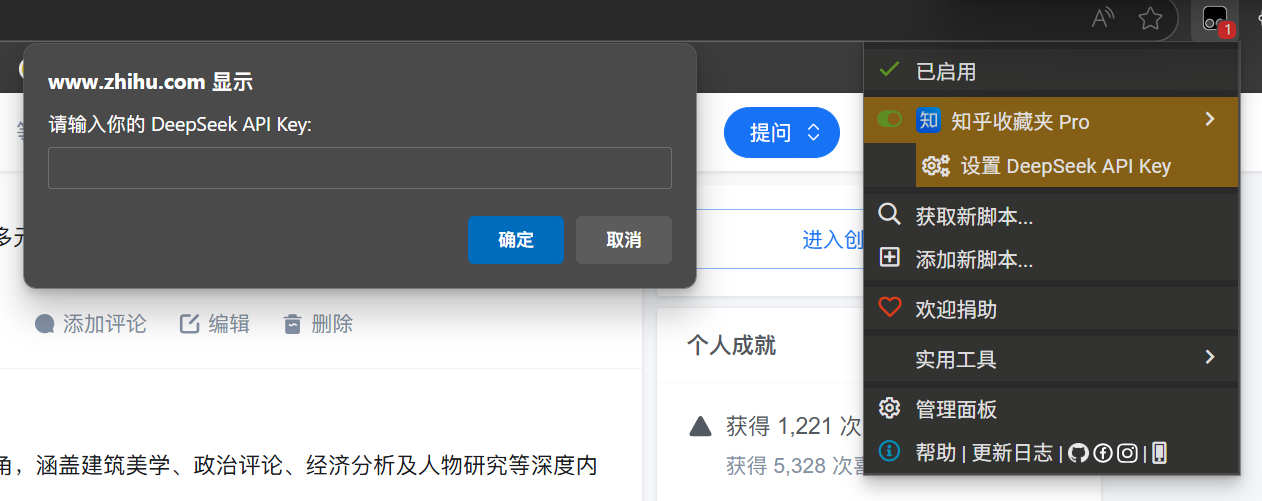 1
www.zhihu.com 显示
请输入你的 DeepSeek API Key:
确定
取消
提问
进入创
添加评论
编辑
删除
个人成就
获得 1,221 次
获得 5,328 次喜
角，涵盖建筑美学、政治评论、经济分析及人物研究等深度内
已启用
知 知乎收藏夹 Pro
设置 DeepSeek API Key
获取新脚本...
添加新脚本...
欢迎捐助
实用工具
管理面板
帮助 | 更新日志 | |